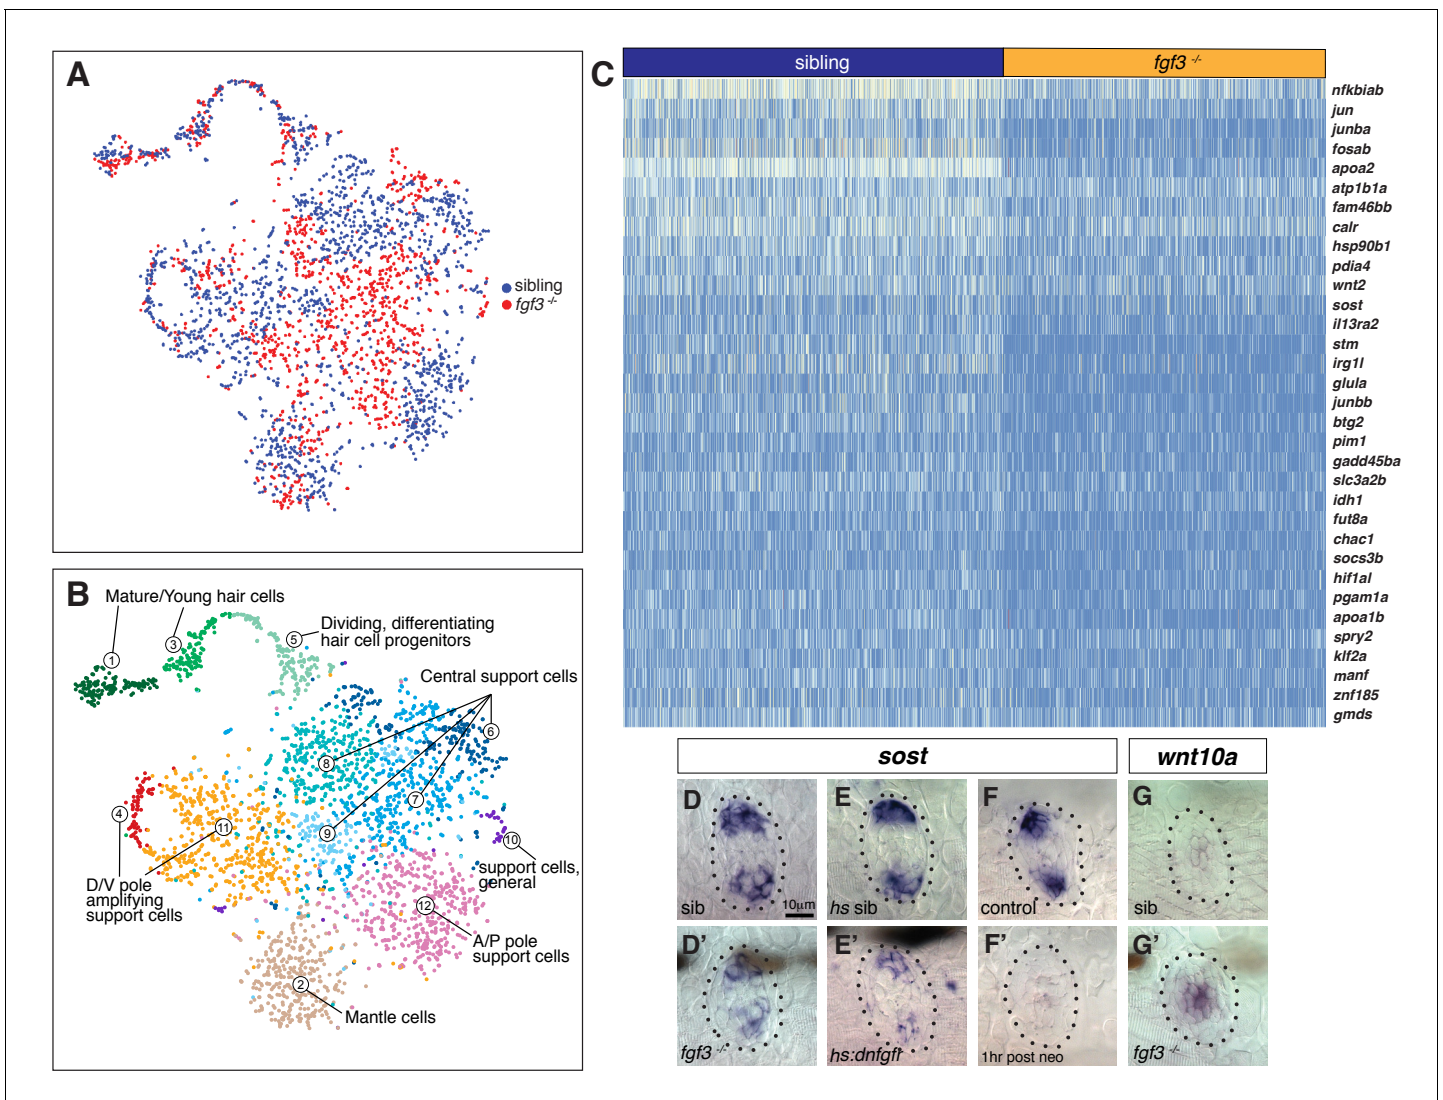 A
sibling
fgf3 -/-
B
Mature/Young hair cells
1
3
5
Dividing, differentiating
hair cell progenitors
Central support cells
6
8
7
9
4
11
10
support cells,
general
D/V pole
amplifying
support cells
12
A/P pole
support cells
2
Mantle cells
C
sibling
fgf3 -/-
nfkbiab
jun
junba
fosab
apoa2
atp1b1a
fam46bb
calr
hsp90b1
pdia4
wnt2
sost
il13ra2
stm
irg1l
glula
junbb
btg2
pim1
gadd45ba
slc3a2b
idh1
fut8a
chac1
socs3b
hif1al
pgam1a
apoa1b
spry2
klf2a
manf
znf185
gmds
sost
wnt10a
D
sib
10µm
E
hs sib
F
control
G
sib
D'
fgf3 -/-
E'
hs:dnfgfr
F'
1hr post neo
G'
fgf3 -/-